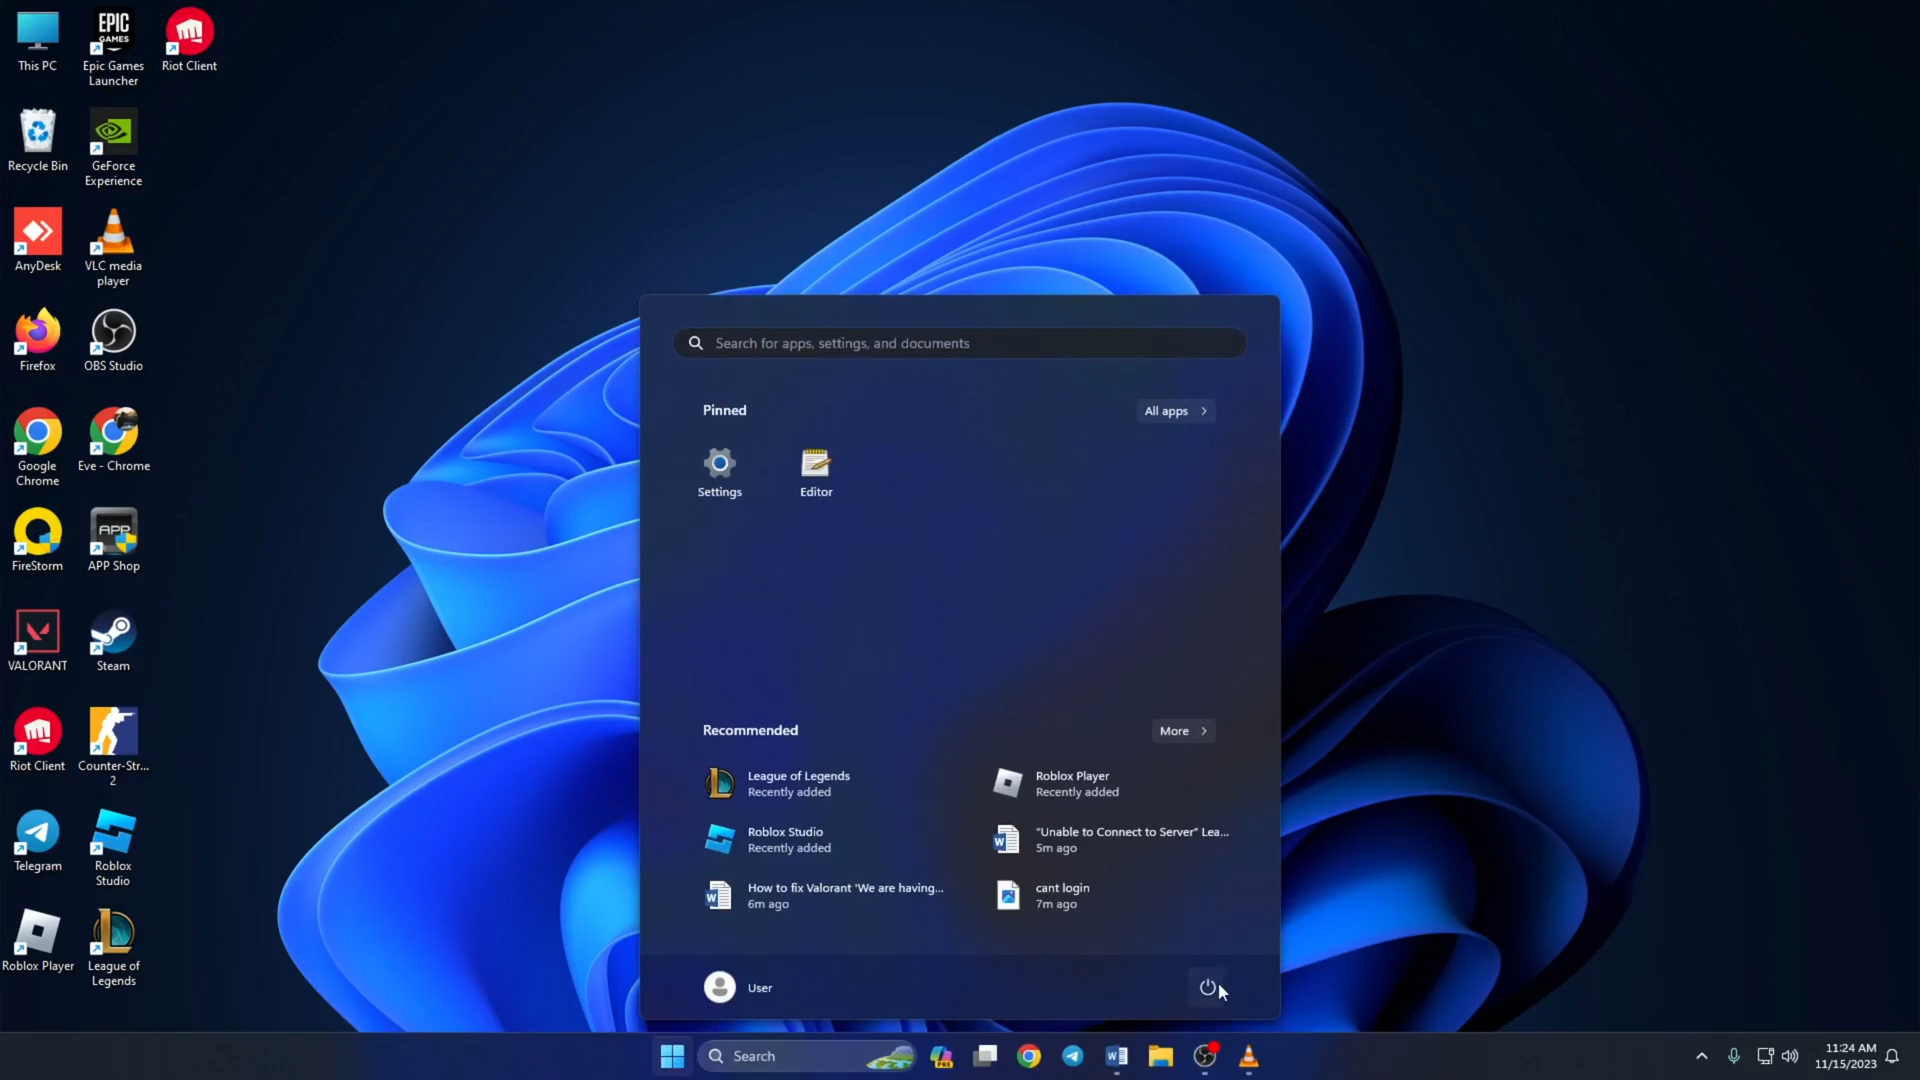 This PC
EPIC
GAMES
Epic Games
Launcher
Riot Client
Recycle Bin
GeForce
Experience
AnyDesk
VLC media
player
Firefox
OBS Studio
Google
Chrome
Eve - Chrome
FireStorm
APP
APP Shop
VALORANT
Steam
Riot Client
Counter-Str...
2
Telegram
Roblox
Studio
Roblox Player
League of
Legends
Search for apps, settings, and documents
Pinned
All apps
Settings
Editor
Recommended
More
League of Legends
Recently added
Roblox Player
Recently added
Roblox Studio
Recently added
"Unable to Connect to Server" Lea...
5m ago
How to fix Valorant 'We are having...
6m ago
cant login
7m ago
User
Search
PRE
11:24 AM
11/15/2023